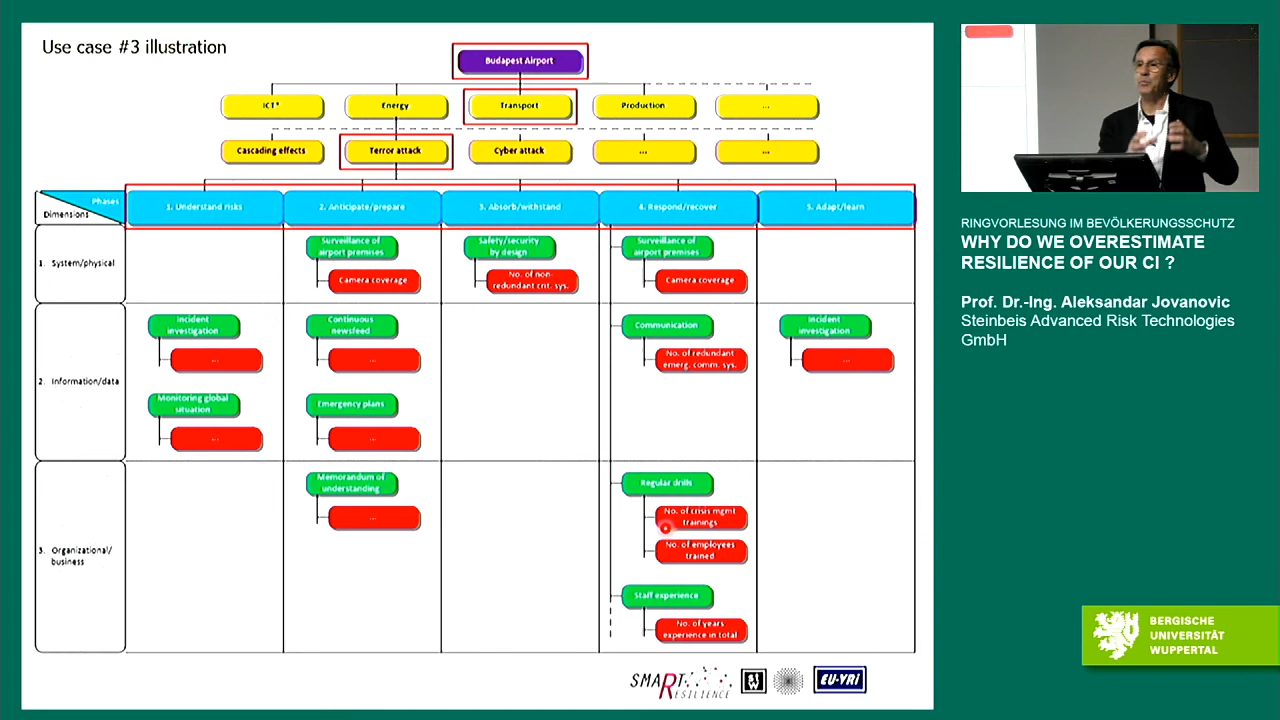 Use case #3 illustration
Budapest Airport
ICT*
Energy
Transport
Production
...
Cascading effects
Terror attack
Cyber attack
...
...
Phases
Dimensions
1. Understand risks
2. Anticipate/prepare
3. Absorb/withstand
4. Respond/recover
5. Adapt/learn
1. System/physical
Surveillance of
airport premises
Camera coverage
Safety/security
by design
No. of non-
redundant crit. sys.
Surveillance of
airport premises
Camera coverage
2. Information/data
Incident
investigation
...
Monitoring global
situation
...
Continuous
newsfeed
...
Emergency plans
...
Communication
No. of redundant
emerg. comm. sys.
Incident
investigation
...
3. Organizational/
business
Memorandum of
understanding
...
Regular drills
No. of crisis mgmt
trainings
No. of employees
trained
Staff experience
No. of years
experience in total
SMART
RESILIENCE
EU-VRi
RINGVORLESUNG IM BEVÖLKERUNGSSCHUTZ
WHY DO WE OVERESTIMATE
RESILIENCE OF OUR CI ?
Prof. Dr.-Ing. Aleksandar Jovanovic
Steinbeis Advanced Risk Technologies
GmbH
BERGISCHE
UNIVERSITÄT
WUPPERTAL